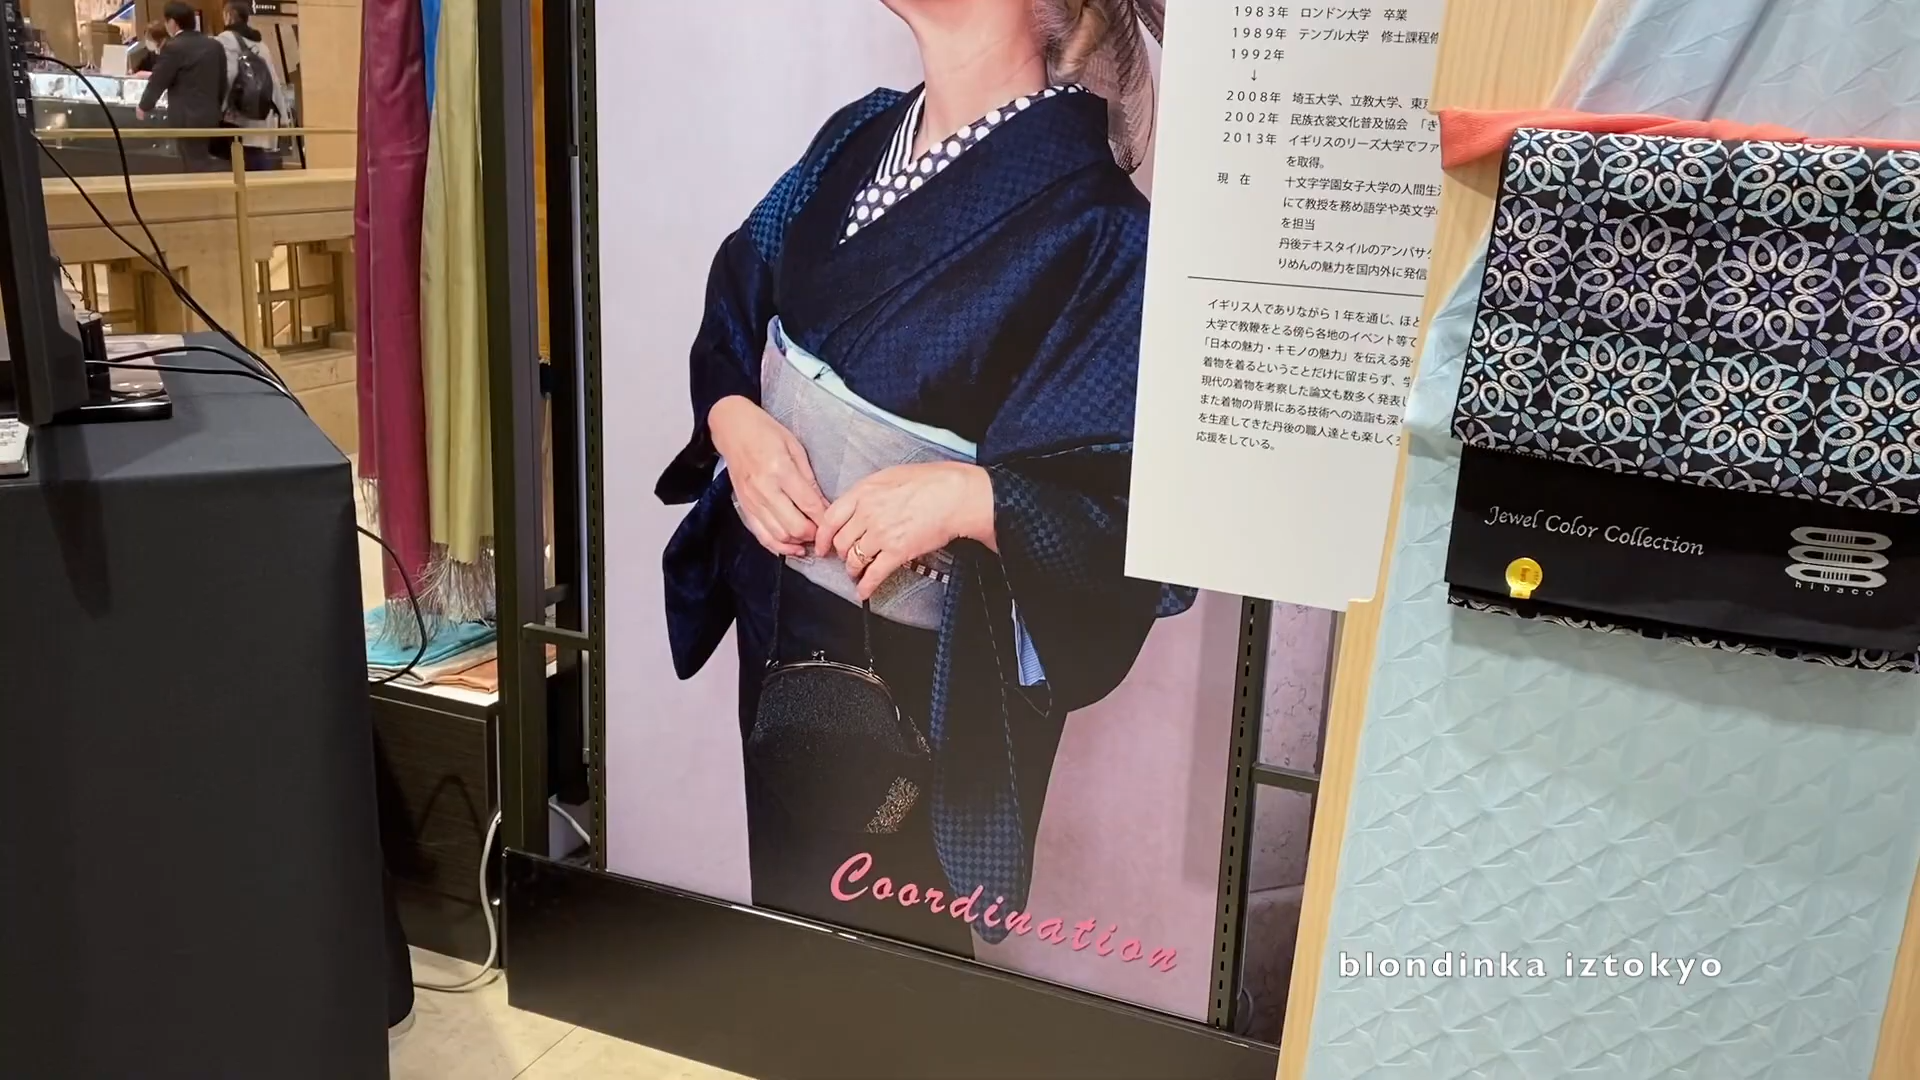 1983年 ロンドン大学 卒業
1989年 テンプル大学 修士課程
1992年
↓
2008年 埼玉大学、立教大学、東京
2002年 民族衣裳文化普及協会 「き
2013年 イギリスのリーズ大学でファ
を取得。
現 在 十文字学園女子大学の人間生活
にて教授を務め語学や英文学
を担当
丹後テキスタイルのアンバサダ
りめんの魅力を国内外に発信
イギリス人でありながら1年を通じ、ほと
大学で教鞭をとる傍ら各地のイベント等で
「日本の魅力・キモノの魅力」を伝える発
着物を着るということだけに留まらず、学
現代の着物を考察した論文も数多く発表し
また着物の背景にある技術への造詣も深く
を生産してきた丹後の職人達とも楽しく
応援をしている。
Jewel Color Collection
hibaco
Coordination
blondinka iztokyo